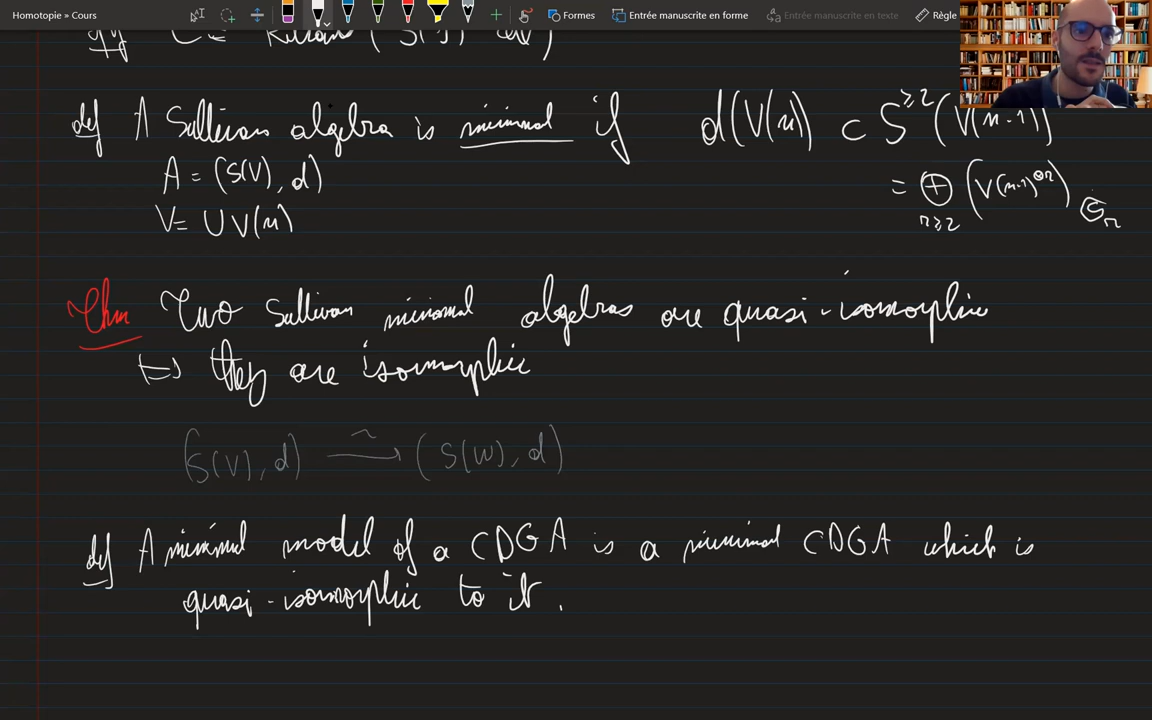 Homotopie » Cours
Formes
Entrée manuscrite en forme
Entrée manuscrite en texte
Règle
def A Sullivan algebra is minimal if d(V(n)) ⊂ S^{≥2}(V(n-1))
A = (S(V), d)
= ⊕_{r≥2} (V(n-1)^{⊗r})_{𝔖_r}
V = ∪ V(n)
Thm Two Sullivan minimal algebras are quasi-isomorphic
⟺ they are isomorphic
(S(V), d) ⥲ (S(W), d)
def A minimal model of a CDGA is a minimal CDGA which is
quasi-isomorphic to it.